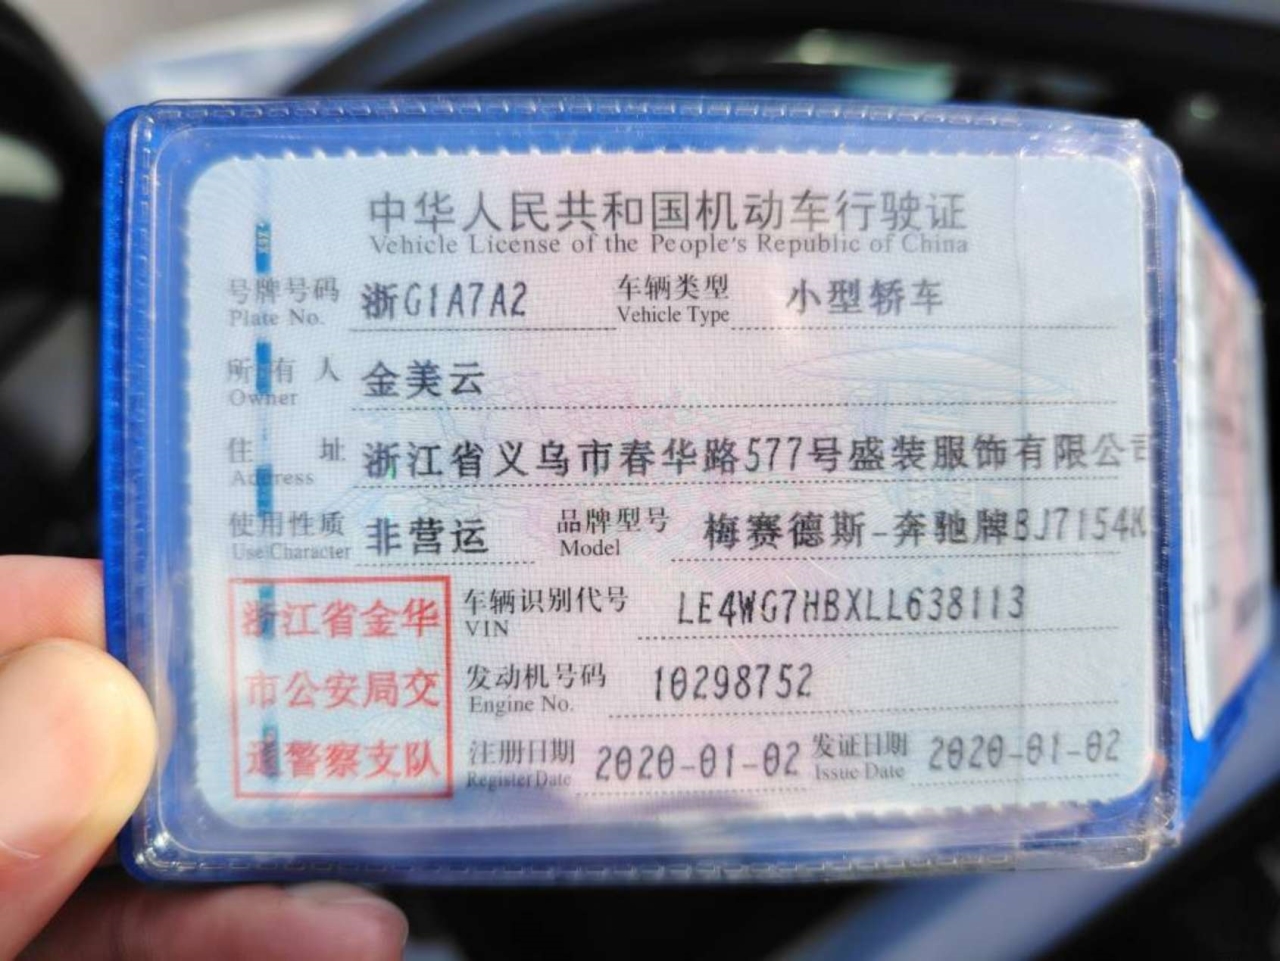 中华人民共和国机动车行驶证
Vehicle License of the People's Republic of China
号牌号码 浙G1A7A2 车辆类型 小型轿车
Plate No. Vehicle Type
所有人 金美云
Owner
住址 浙江省义乌市春华路577号盛装服饰有限公司
Address
使用性质 非营运 品牌型号 梅赛德斯-奔驰牌BJ7154
Use Character Model
浙江省金华
市公安局交
通警察支队
车辆识别代号 LE4WG7HBXLL638113
VIN
发动机号码 10298752
Engine No.
注册日期 2020-01-02 发证日期 2020-01-02
Register Date Issue Date